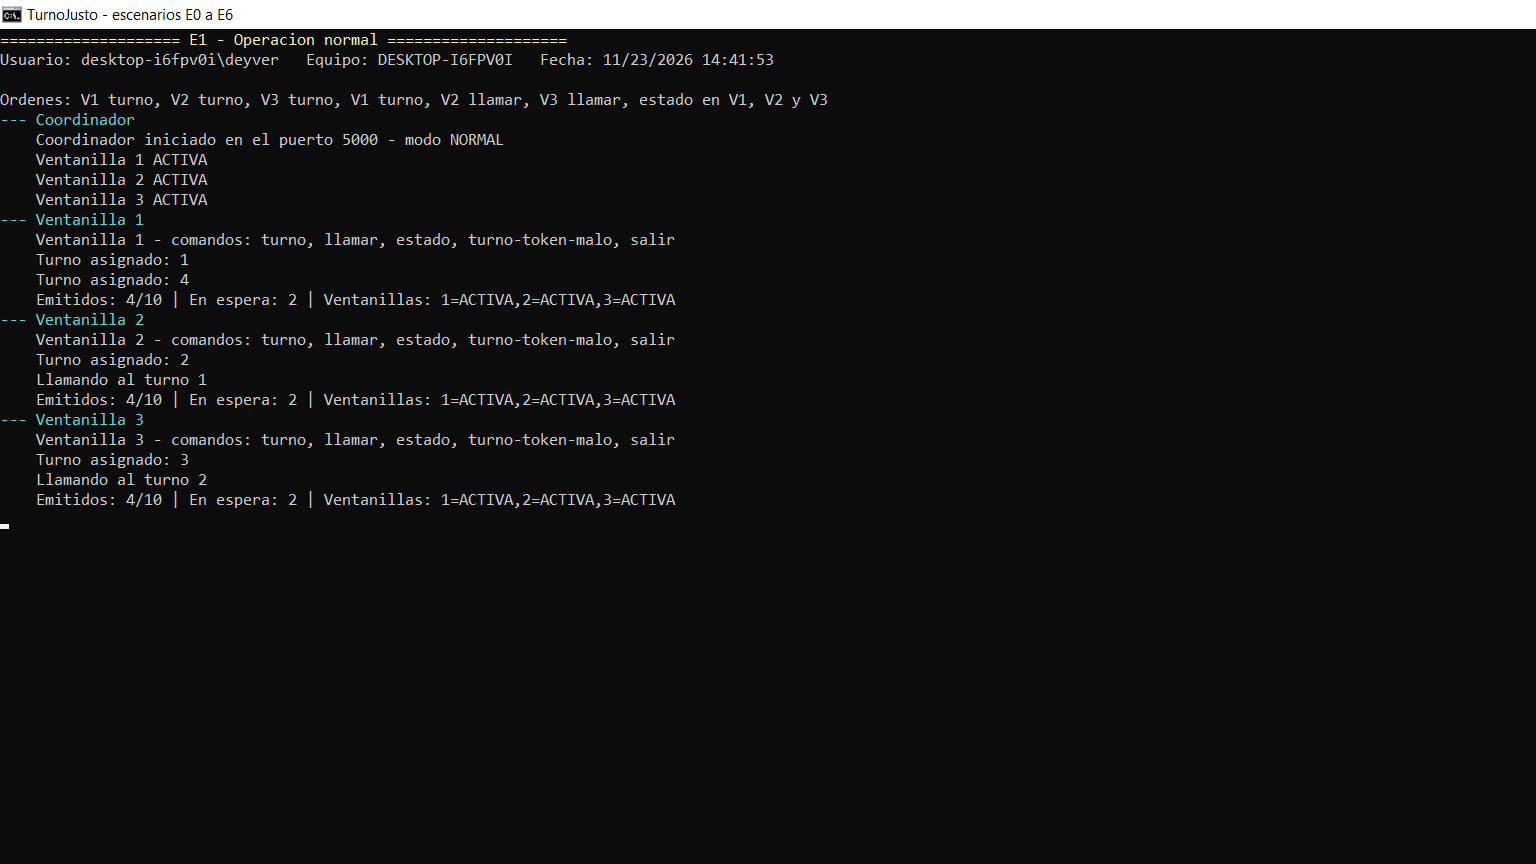 TurnoJusto - escenarios E0 a E6
==================== E1 - Operacion normal ====================
Usuario: desktop-i6fpv0i\deyver   Equipo: DESKTOP-I6FPV0I   Fecha: 11/23/2026 14:41:53
Ordenes: V1 turno, V2 turno, V3 turno, V1 turno, V2 llamar, V3 llamar, estado en V1, V2 y V3
--- Coordinador
    Coordinador iniciado en el puerto 5000 - modo NORMAL
    Ventanilla 1 ACTIVA
    Ventanilla 2 ACTIVA
    Ventanilla 3 ACTIVA
--- Ventanilla 1
    Ventanilla 1 - comandos: turno, llamar, estado, turno-token-malo, salir
    Turno asignado: 1
    Turno asignado: 4
    Emitidos: 4/10 | En espera: 2 | Ventanillas: 1=ACTIVA,2=ACTIVA,3=ACTIVA
--- Ventanilla 2
    Ventanilla 2 - comandos: turno, llamar, estado, turno-token-malo, salir
    Turno asignado: 2
    Llamando al turno 1
    Emitidos: 4/10 | En espera: 2 | Ventanillas: 1=ACTIVA,2=ACTIVA,3=ACTIVA
--- Ventanilla 3
    Ventanilla 3 - comandos: turno, llamar, estado, turno-token-malo, salir
    Turno asignado: 3
    Llamando al turno 2
    Emitidos: 4/10 | En espera: 2 | Ventanillas: 1=ACTIVA,2=ACTIVA,3=ACTIVA